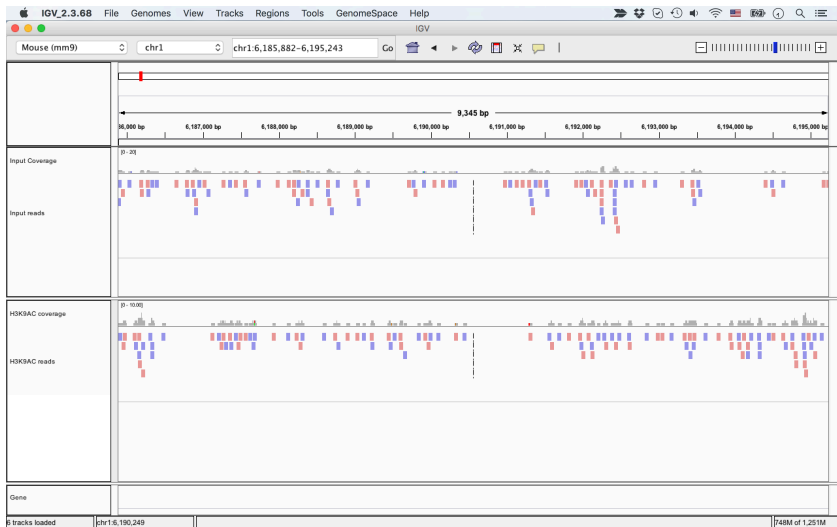 IGV_2.3.68 File Genomes View Tracks Regions Tools GenomeSpace Help
IGV
Mouse (mm9) chr1 chr1:6,185,882-6,195,243 Go
9,345 bp
86,000 bp 6,187,000 bp 6,188,000 bp 6,189,000 bp 6,190,000 bp 6,191,000 bp 6,192,000 bp 6,193,000 bp 6,194,000 bp 6,195,000 bp
[0 - 20]
Input Coverage
Input reads
[0 - 10.00]
H3K9AC coverage
H3K9AC reads
Gene
6 tracks loaded chr1:6,190,249 748M of 1,251M